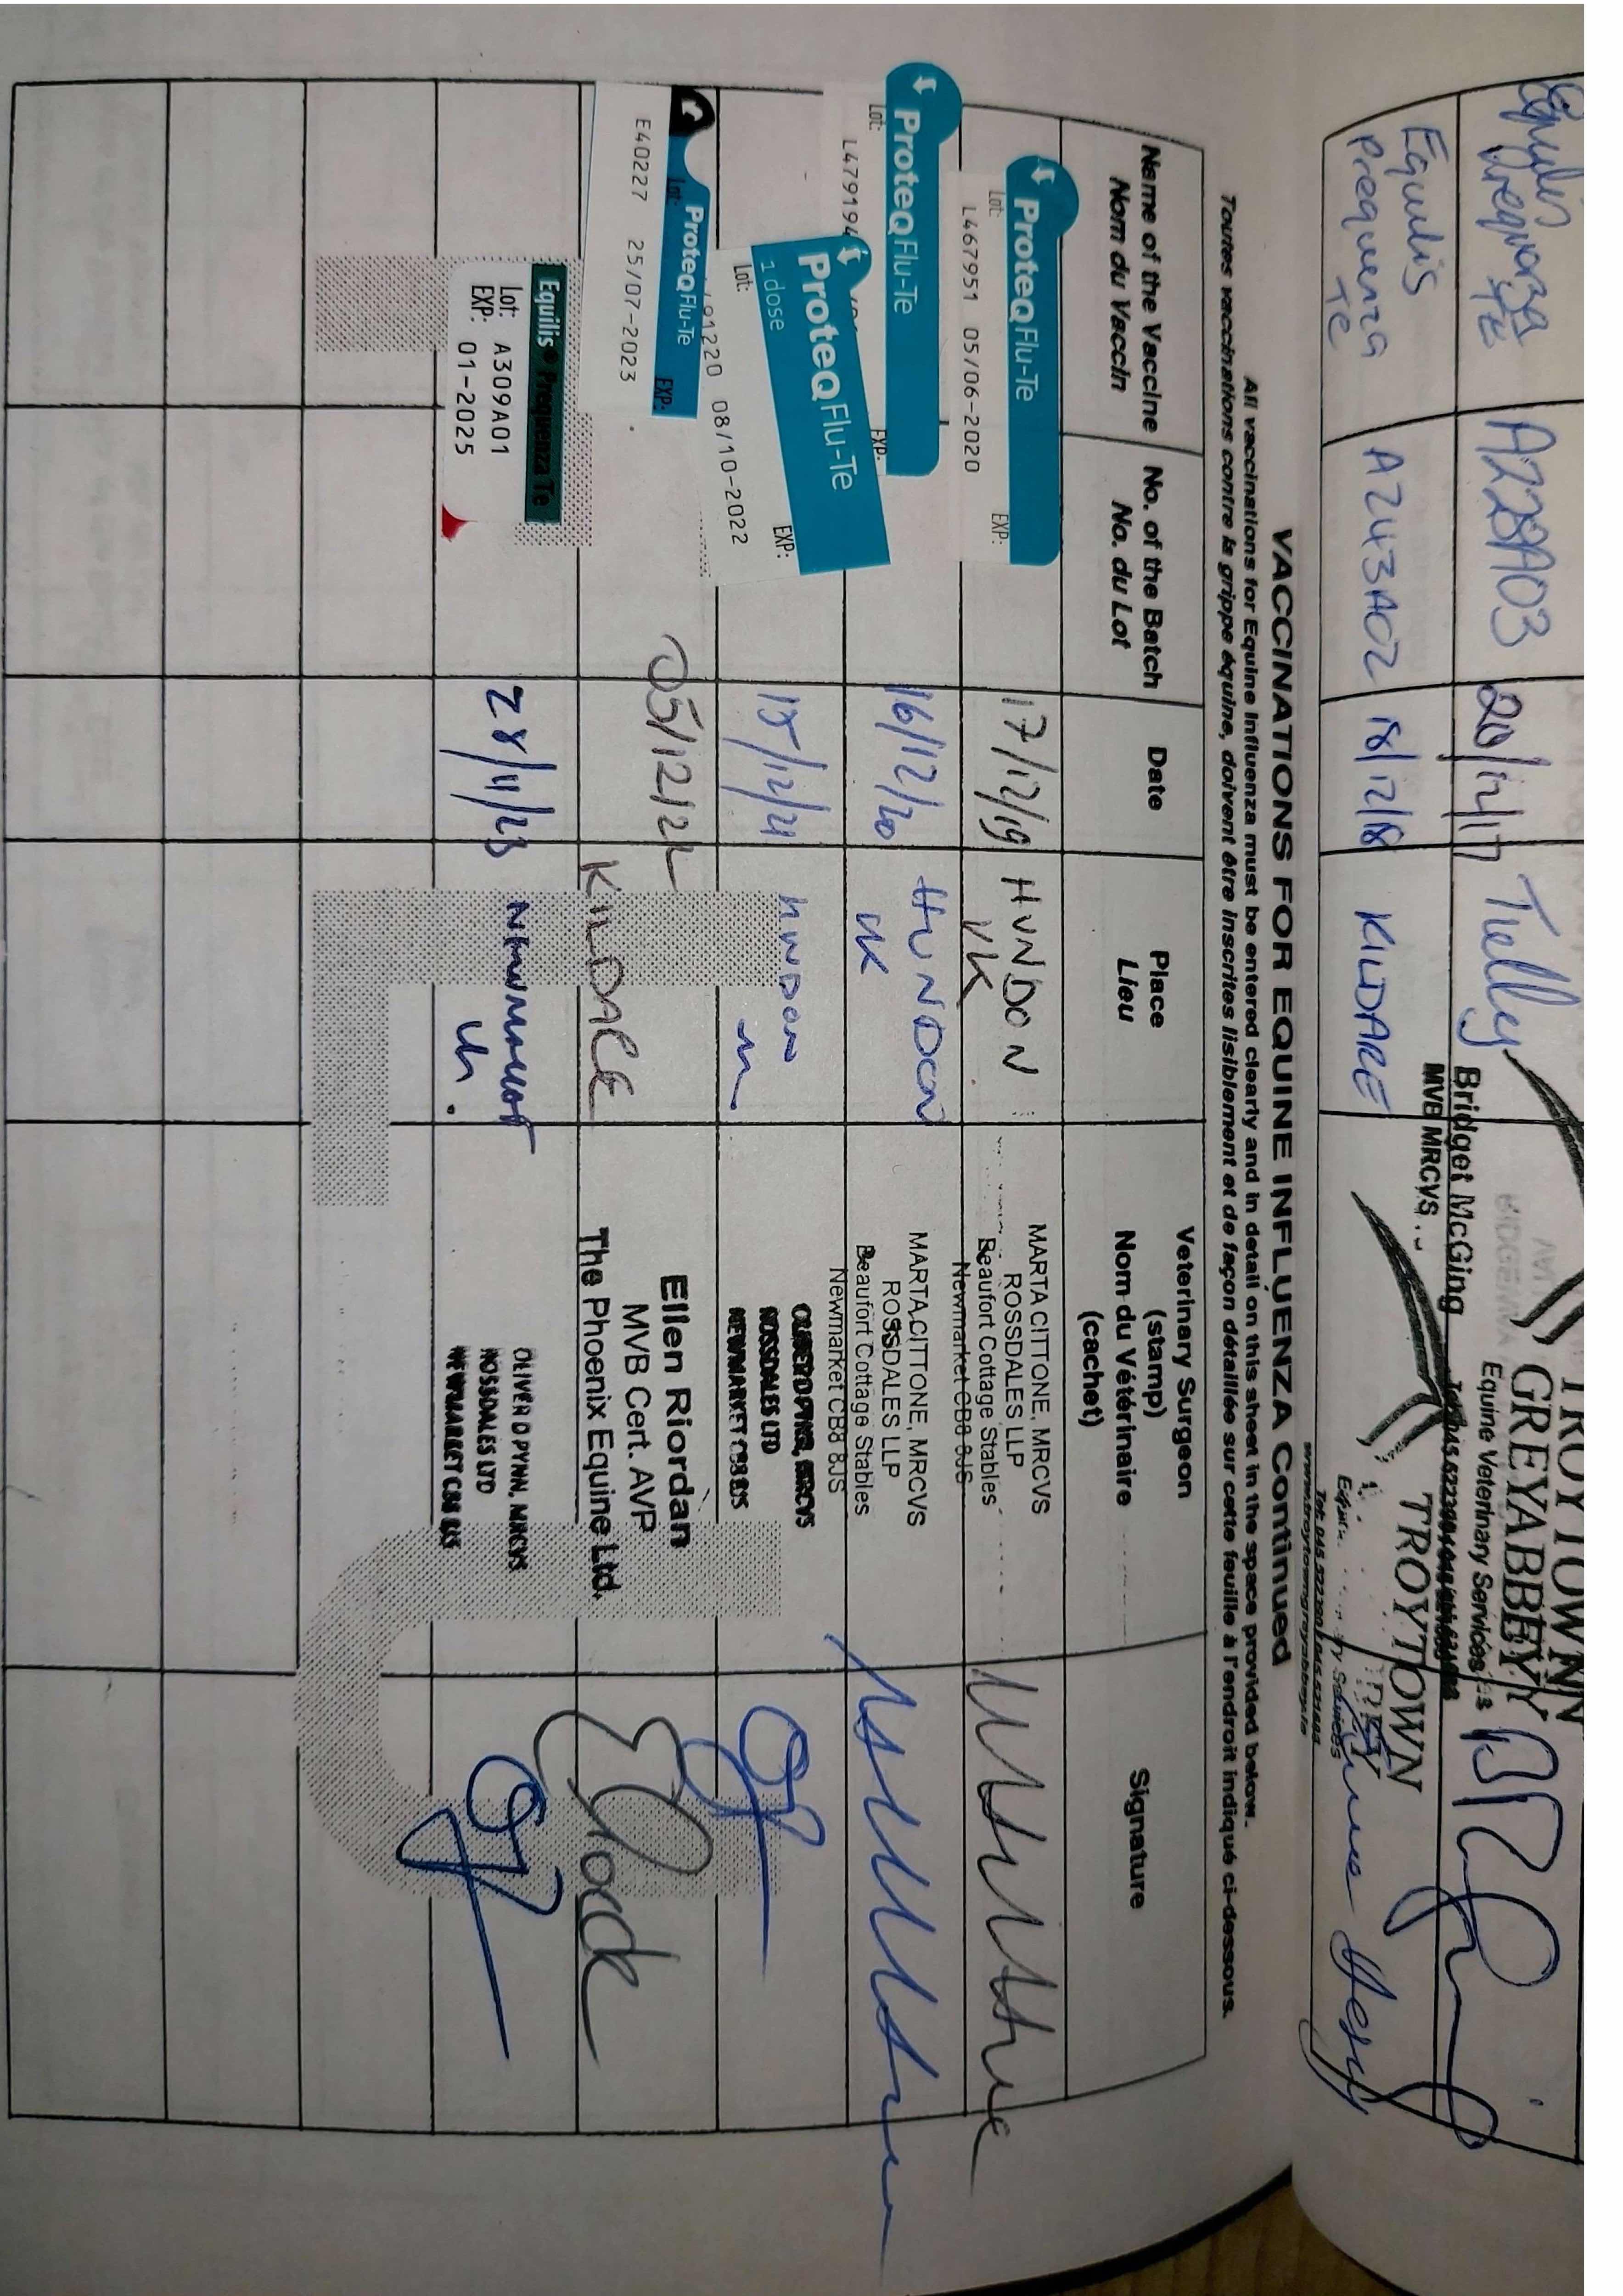 Equilis
Prequenza
Te
A228A03
20/12/17
Tulley
TROYTOWN
GREYABBEY
Equine Veterinary Services
Bridget McGing
MVB MRCVS
Equilis
Prequenza
Te
A243A02
18/12/18
KILDARE
TROYTOWN
VACCINATIONS FOR EQUINE INFLUENZA Continued
All vaccinations for Equine Influenza must be entered clearly and in detail on this sheet in the space provided below.
Toutes vaccinations contre la grippe équine, doivent être inscrites lisiblement et de façon détaillée sur cette feuille à l'endroit indiqué ci-dessous.
Name of the Vaccine
Nom du Vaccin
No. of the Batch
No. du Lot
Date
Place
Lieu
Veterinary Surgeon
(stamp)
Nom du Vétérinaire
(cachet)
Signature
ProteqFlu-Te
Lot: EXP:
L467951 05/06-2020
17/12/19
HUNDON
UK
MARTA CITTONE, MRCVS
ROSSDALES LLP
Beaufort Cottage Stables
Newmarket CB8 8JS
ProteqFlu-Te
Lot: EXP:
L479194
16/12/20
HUNDON
UK
MARTA CITTONE, MRCVS
ROSSDALES LLP
Beaufort Cottage Stables
Newmarket CB8 8JS
ProteqFlu-Te
1 dose
Lot: EXP:
08/10-2022
15/12/21
HUNDON
ROSSDALES LTD
NEWMARKET CB8 8JS
ProteqFlu-Te
Lot: EXP:
E40227 25/07-2023
05/12/22
KILDARE
Ellen Riordan
MVB Cert. AVP
The Phoenix Equine Ltd.
Equilis® Prequenza Te
Lot: A309A01
EXP: 01-2025
28/11/23
NEWMARKET
UK.
OLIVER D PYNN, MRCVS
ROSSDALES LTD
NEWMARKET CB8 8JS